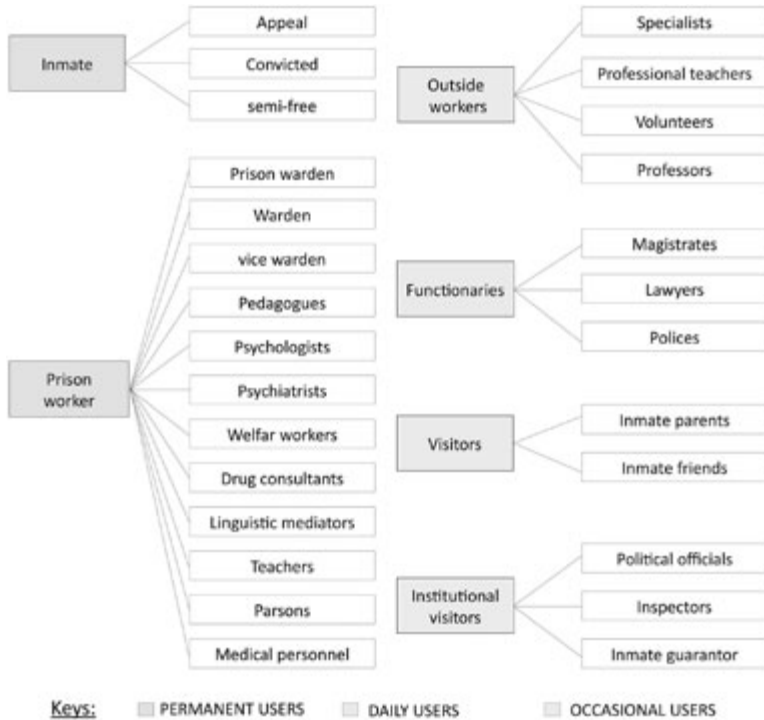 Inmate
Appeal
Convicted
semi-free
Prison
worker
Prison warden
Warden
vice warden
Pedagogues
Psychologists
Psychiatrists
Welfar workers
Drug consultants
Linguistic mediators
Teachers
Parsons
Medical personnel
Outside
workers
Specialists
Professional teachers
Volunteers
Professors
Functionaries
Magistrates
Lawyers
Polices
Visitors
Inmate parents
Inmate friends
Institutional
visitors
Political officials
Inspectors
Inmate guarantor
Keys: PERMANENT USERS DAILY USERS OCCASIONAL USERS